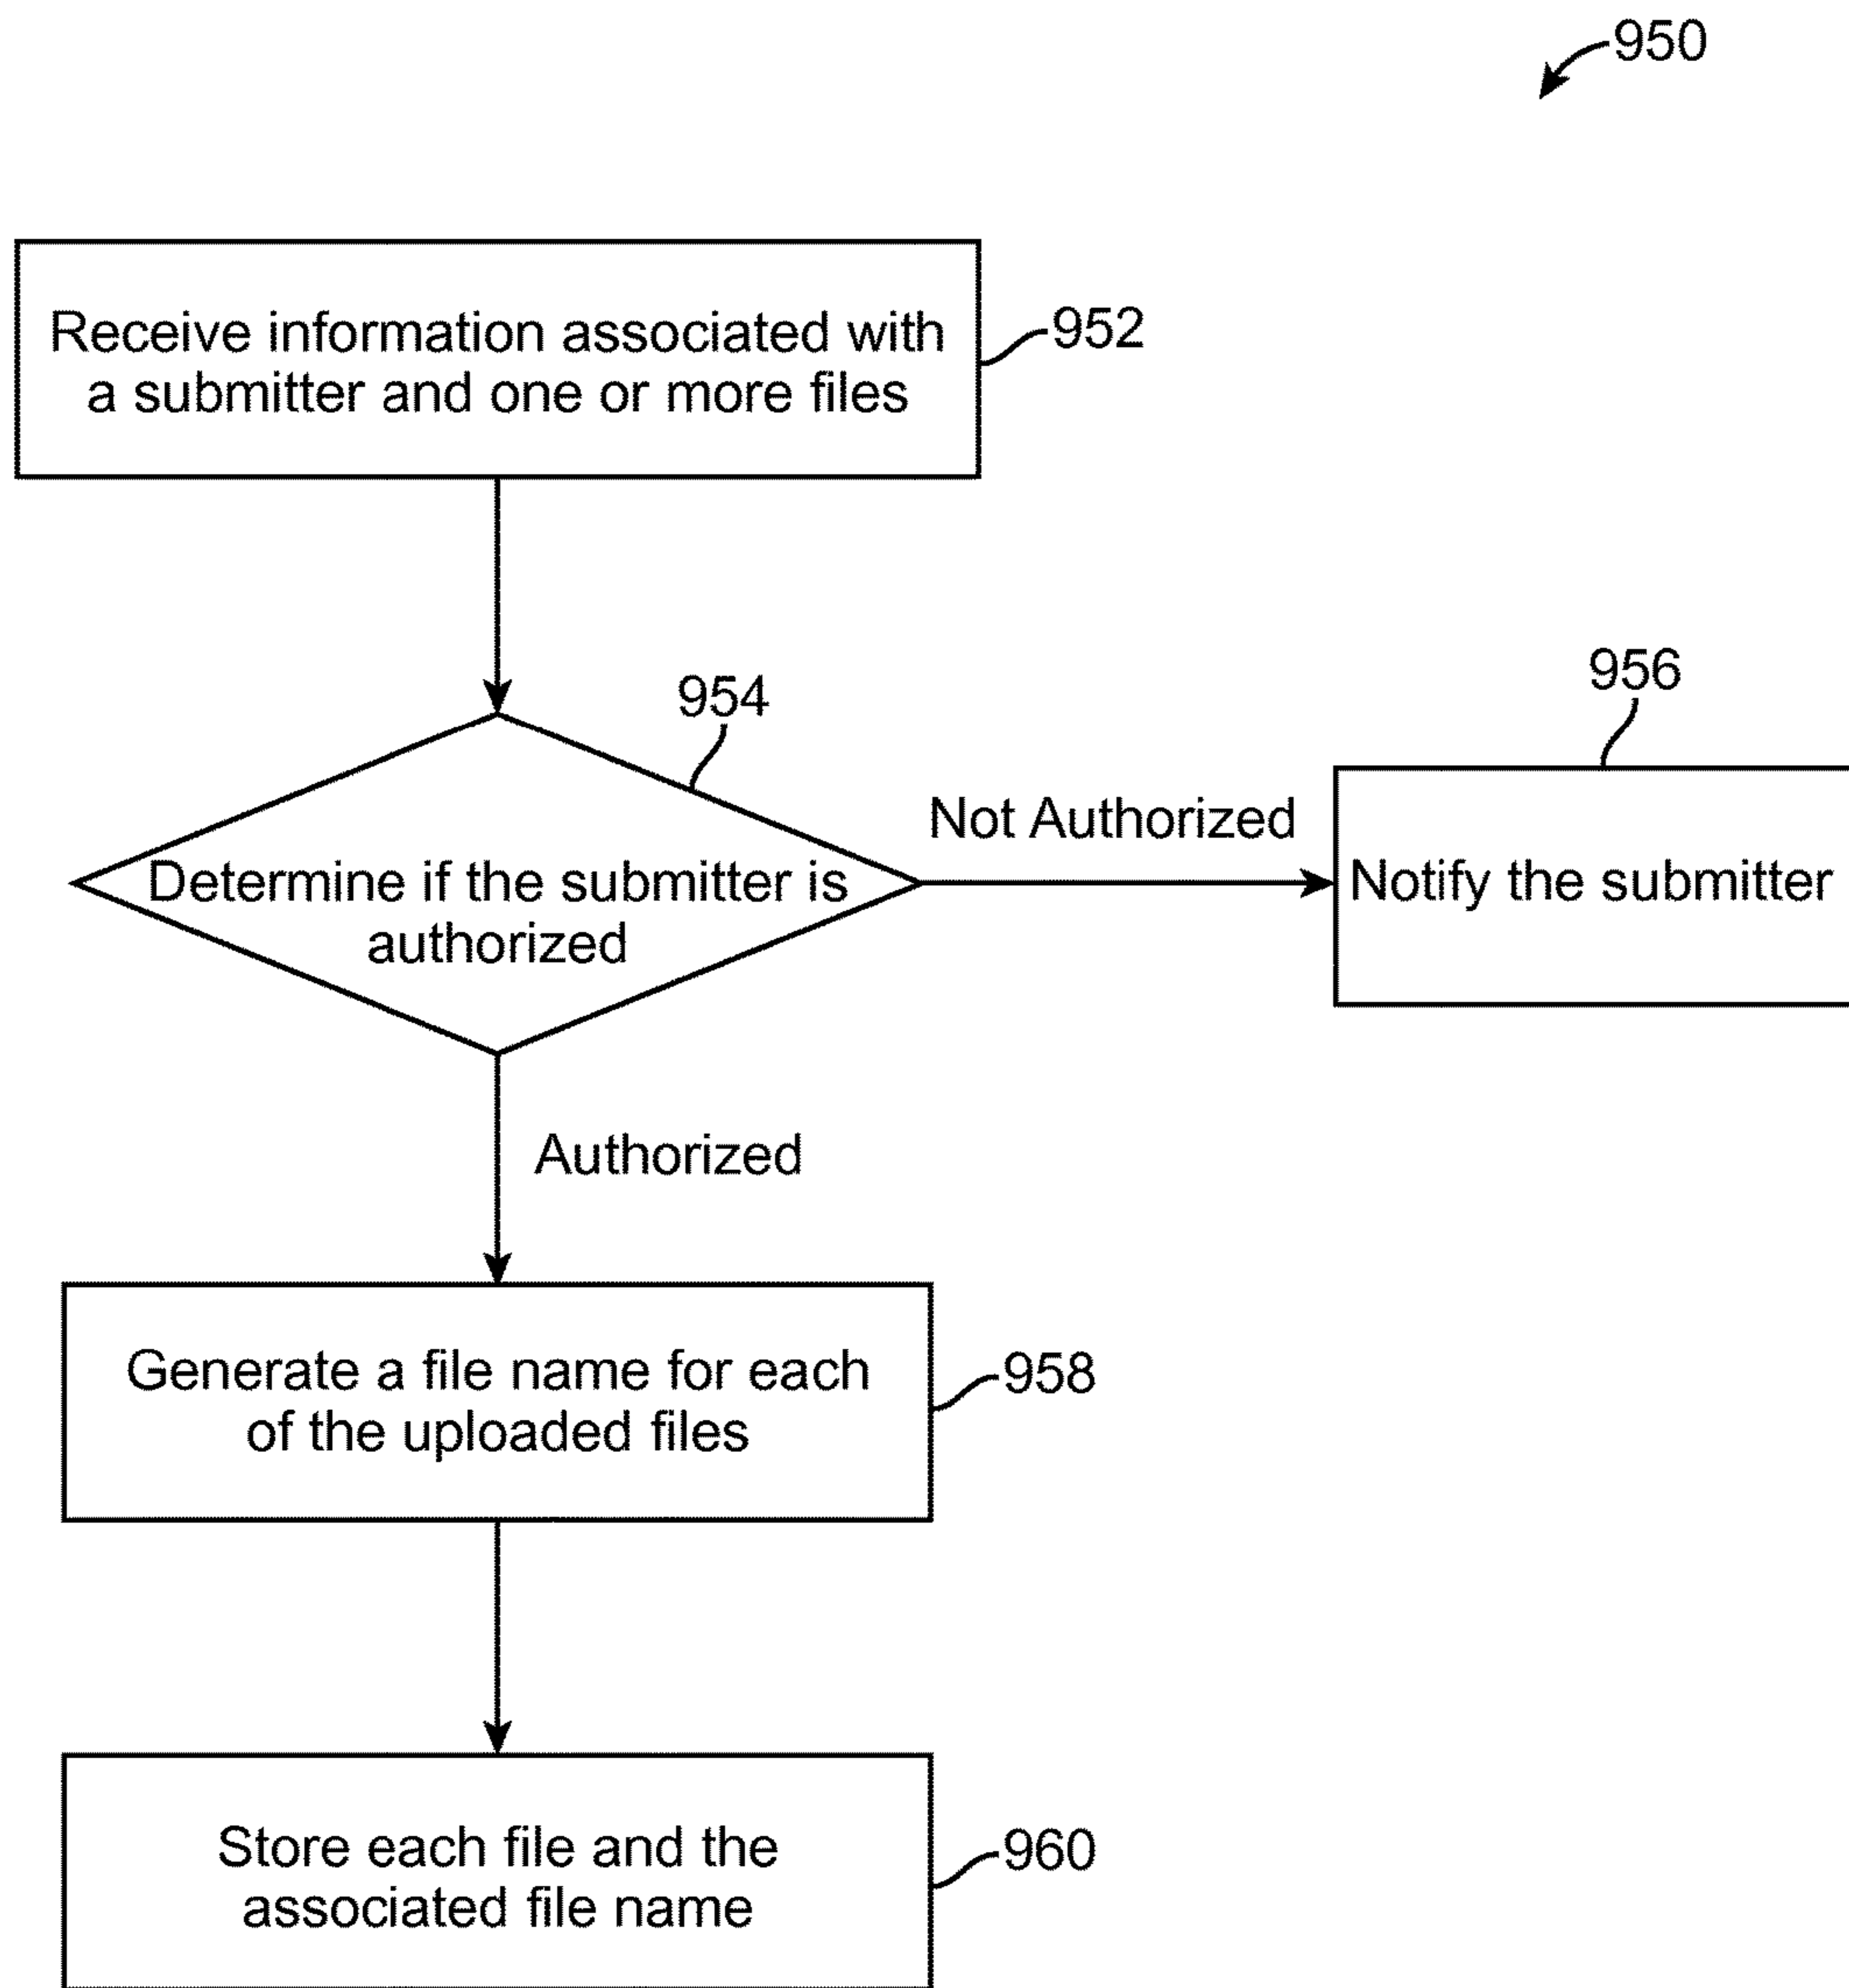 950
Receive information associated with
a submitter and one or more files
952
954
956
Not Authorized
Determine if the submitter is
authorized
Notify the submitter
Authorized
Generate a file name for each
of the uploaded files
958
Store each file and the
associated file name
960